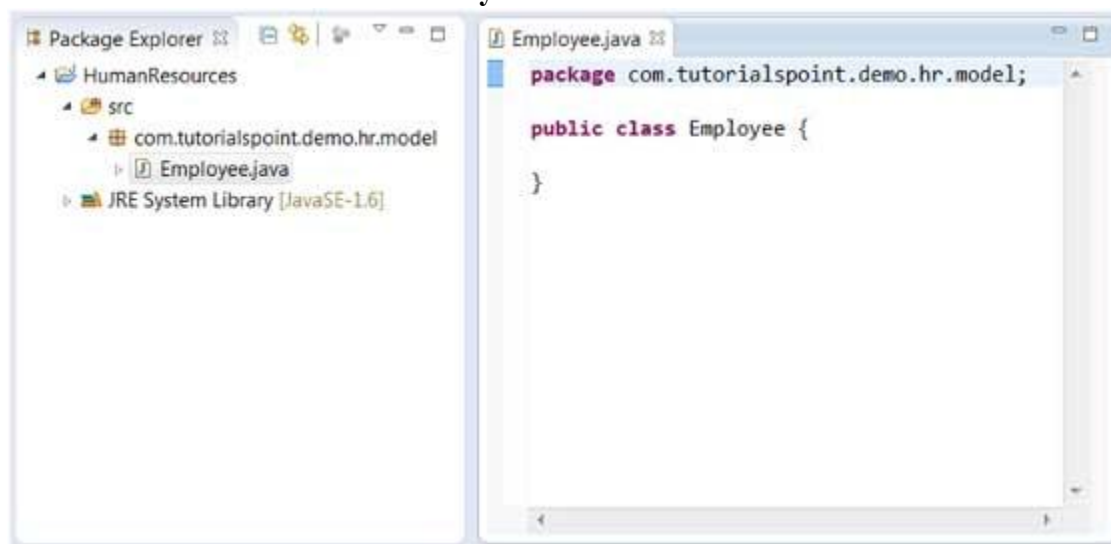 Package Explorer
HumanResources
src
com.tutorialspoint.demo.hr.model
Employee.java
JRE System Library [JavaSE-1.6]
Employee.java
package com.tutorialspoint.demo.hr.model;
public class Employee {
}